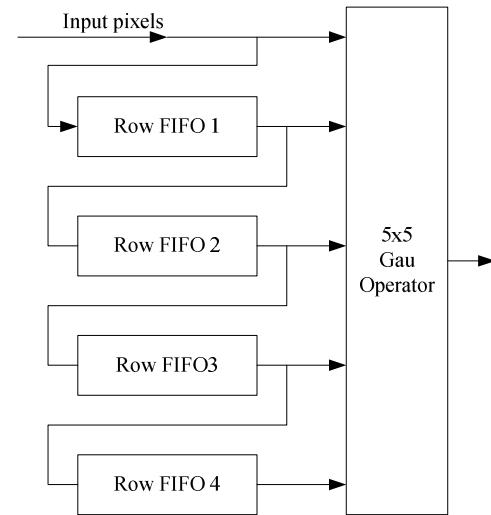 Input pixels
Row FIFO 1
Row FIFO 2
5x5
Gau
Operator
Row FIFO3
Row FIFO 4